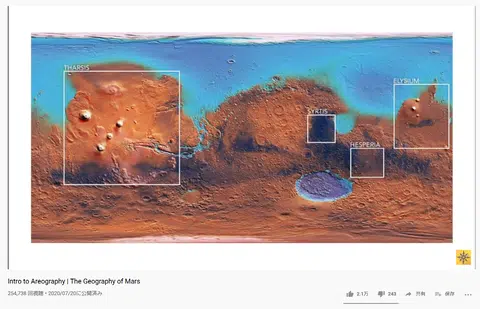 THARSIS
ELYSIUM
SYRTIS
HESPERIA
Intro to Areography | The Geography of Mars
254,738 回視聴・2020/07/20に公開済み
2.1万
243
共有
保存